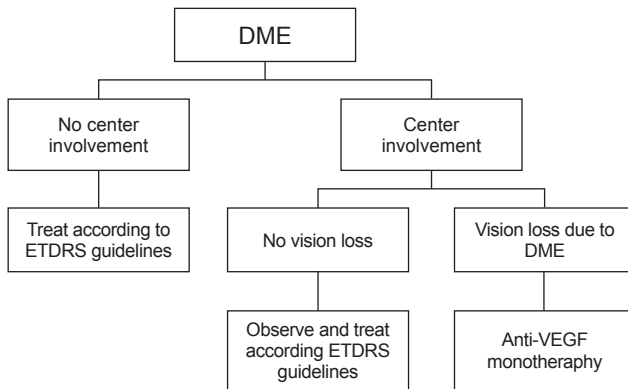 DME
No center
involvement
Center
involvement
Treat according to
ETDRS guidelines
No vision loss
Vision loss due to
DME
Observe and treat
according ETDRS
guidelines
Anti-VEGF
monotheraphy